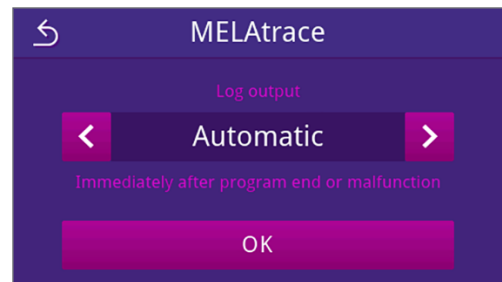 MELAtrace
Log output
Automatic
Immediately after program end or malfunction
OK